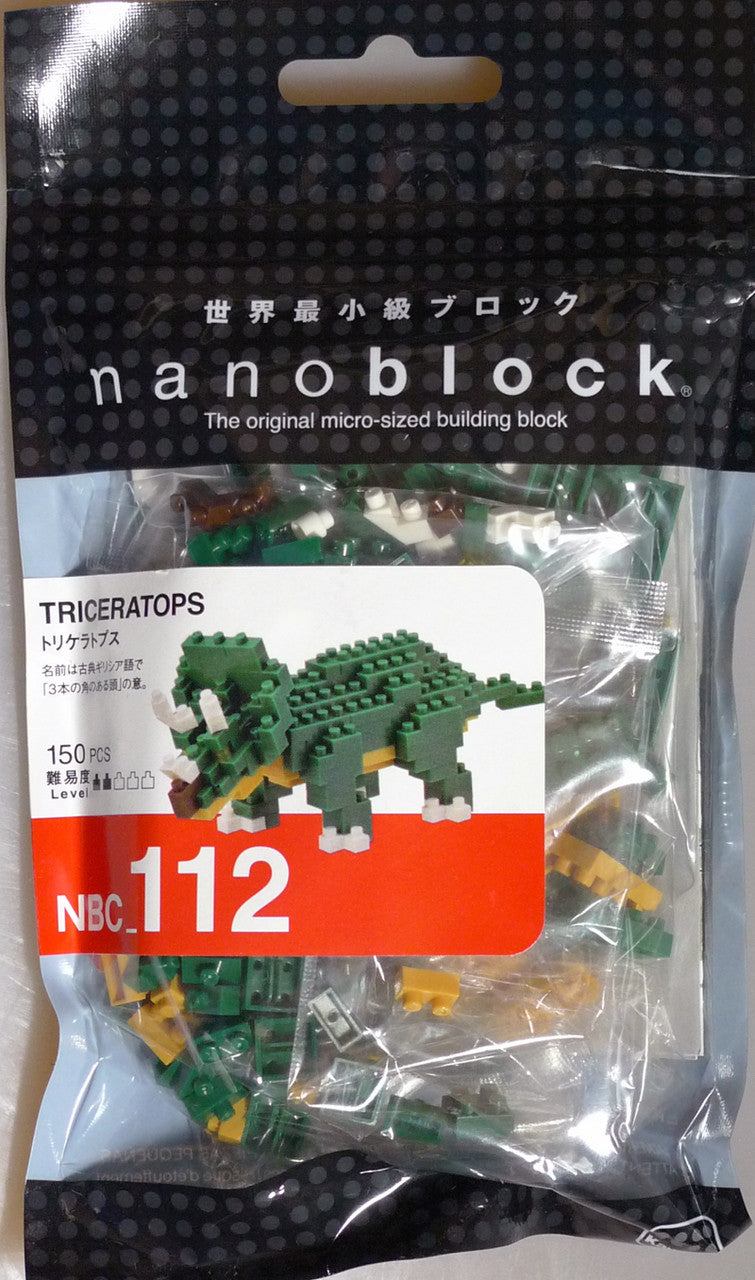 世界最小級ブロック
nanoblock®
The original micro-sized building block
TRICERATOPS
トリケラトプス
名前は古典ギリシア語で
「3本の角のある頭」の意。
150 PCS
難易度
Level
NBC_112